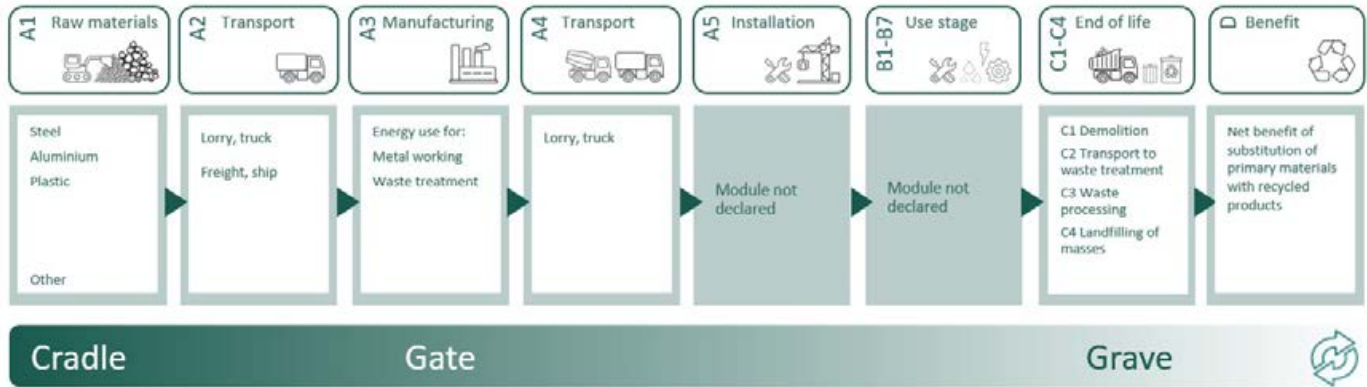 A1 Raw materials
A2 Transport
A3 Manufacturing
A4 Transport
A5 Installation
B1-B7 Use stage
C1-C4 End of life
D Benefit
Steel
Aluminium
Plastic
Other
Lorry, truck
Freight, ship
Energy use for:
Metal working
Waste treatment
Lorry, truck
Module not
declared
Module not
declared
C1 Demolition
C2 Transport to
waste treatment
C3 Waste
processing
C4 Landfilling of
masses
Net benefit of
substitution of
primary materials
with recycled
products
Cradle
Gate
Grave